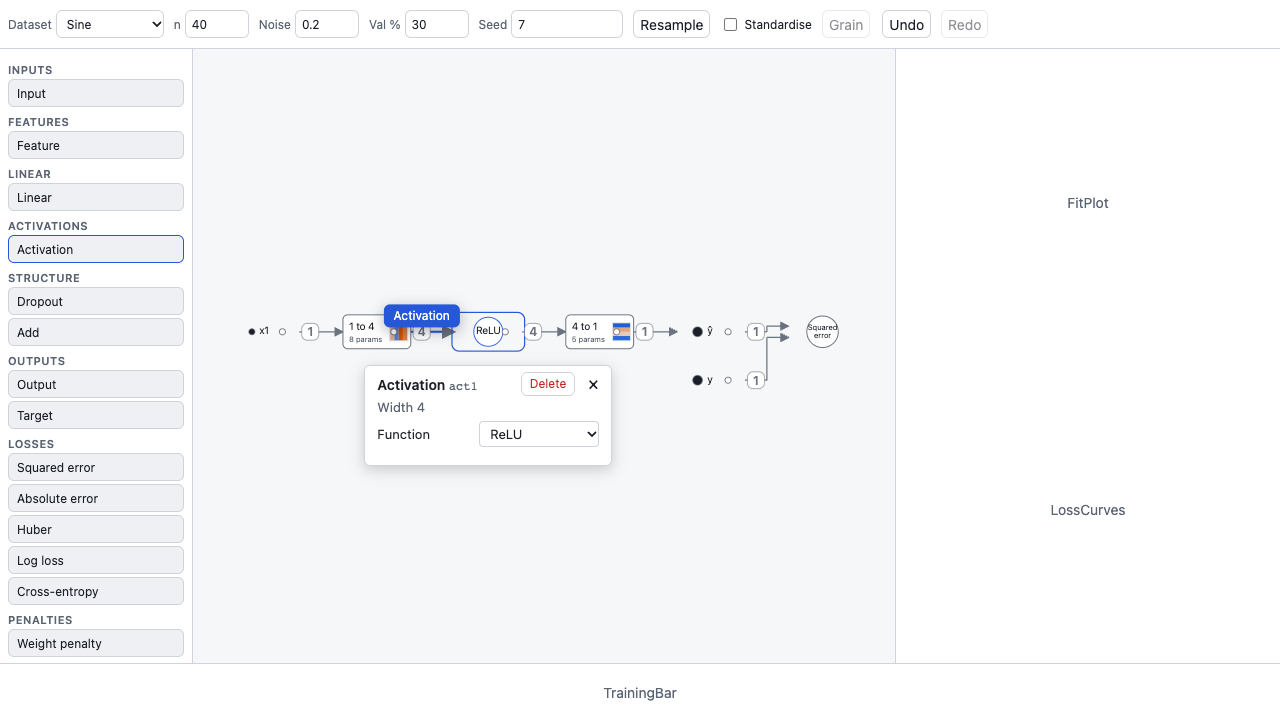 Dataset Sine n 40 Noise 0.2 Val % 30 Seed 7 Resample Standardise Grain Undo Redo
INPUTS
Input
FEATURES
Feature
LINEAR
Linear
ACTIVATIONS
Activation
STRUCTURE
Dropout
Add
OUTPUTS
Output
Target
LOSSES
Squared error
Absolute error
Huber
Log loss
Cross-entropy
PENALTIES
Weight penalty
x1 1
1 to 4
8 params
Activation
4
ReLU
4
4 to 1
5 params
1
ŷ 1
Squared
error
y 1
Activation act1 Delete ×
Width 4
Function ReLU
FitPlot
LossCurves
TrainingBar